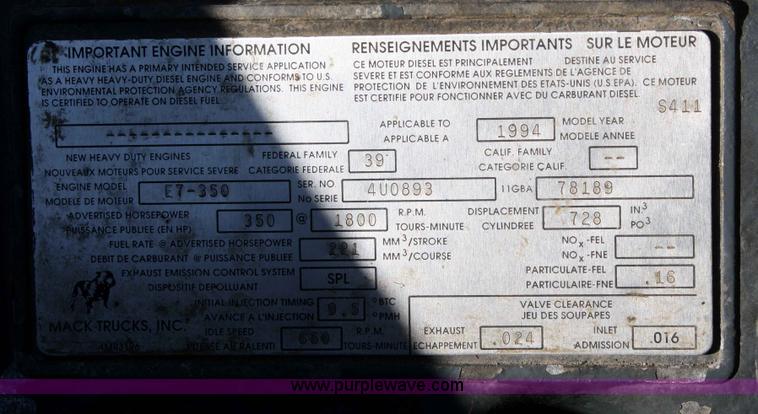 IMPORTANT ENGINE INFORMATION
THIS ENGINE HAS A PRIMARY INTENDED SERVICE APPLICATION
AS A HEAVY HEAVY-DUTY DIESEL ENGINE AND CONFORMS TO U.S.
ENVIRONMENTAL PROTECTION AGENCY REGULATIONS. THIS ENGINE
IS CERTIFIED TO OPERATE ON DIESEL FUEL.
RENSEIGNEMENTS IMPORTANTS SUR LE MOTEUR
CE MOTEUR DIESEL EST PRINCIPALEMENT DESTINE AU SERVICE
SEVERE ET EST CONFORME AUX REGLEMENTS DE L'AGENCE DE
PROTECTION DE L'ENVIRONNEMENT DES ETATS-UNIS (U.S.EPA). CE MOTEUR
EST CERTIFIE POUR FONCTIONNER AVEC DU CARBURANT DIESEL.
S411
APPLICABLE TO 1994 MODEL YEAR
APPLICABLE A MODELE ANNEE
NEW HEAVY DUTY ENGINES FEDERAL FAMILY 39 CALIF. FAMILY --
NOUVEAUX MOTEURS POUR SERVICE SEVERE CATEGORIE FEDERALE CATEGORIE CALIF.
ENGINE MODEL E7-350 SER. NO. 4U0893 11GBA 78189
MODELE DE MOTEUR No SERIE
ADVERTISED HORSEPOWER 350 @ 1800 R.P.M. DISPLACEMENT 728 IN.3
PUISSANCE PUBLIEE (EN HP) TOURS-MINUTE CYLINDREE PO3
FUEL RATE @ ADVERTISED HORSEPOWER 221 MM3/STROKE NOx-FEL --
DEBIT DE CARBURANT @ PUISSANCE PUBLIEE MM3/COURSE NOx-FNE
EXHAUST EMISSION CONTROL SYSTEM SPL PARTICULATE-FEL .16
DISPOSITIF DEPOLLUANT PARTICULAIRE-FNE
INITIAL INJECTION TIMING 9.5 °BTC VALVE CLEARANCE
AVANCE A L'INJECTION °PMH JEU DES SOUPAPES
MACK TRUCKS, INC.
IDLE SPEED R.P.M. EXHAUST .024 INLET .016
AU RALENTI TOURS-MINUTE ECHAPPEMENT ADMISSION
www.purplewave.com